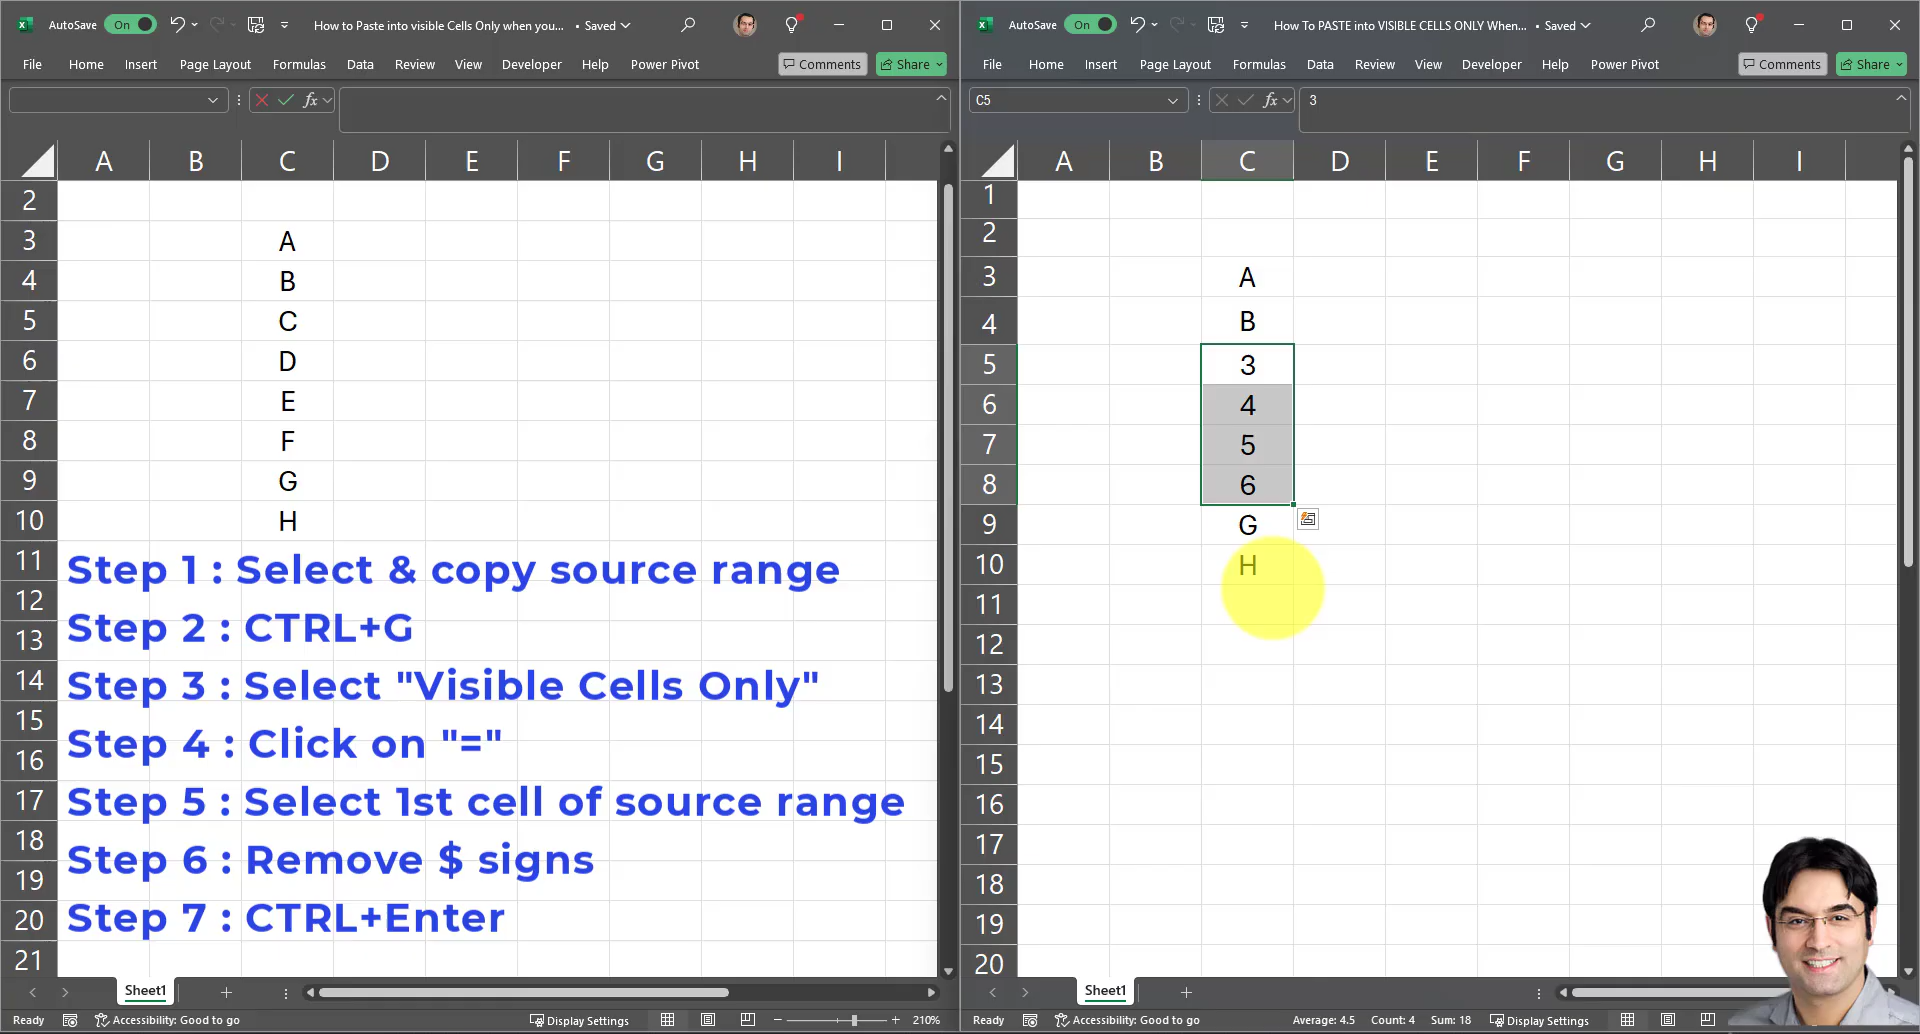 AutoSave On How to Paste into visible Cells Only when you... • Saved
File Home Insert Page Layout Formulas Data Review View Developer Help Power Pivot Comments Share
fx
A B C D E F G H I
2
3 A
4 B
5 C
6 D
7 E
8 F
9 G
10 H
11
12
13
14
15
16
17
18
19
20
21
Step 1 : Select & copy source range
Step 2 : CTRL+G
Step 3 : Select "Visible Cells Only"
Step 4 : Click on "="
Step 5 : Select 1st cell of source range
Step 6 : Remove $ signs
Step 7 : CTRL+Enter
Sheet1
Ready Accessibility: Good to go Display Settings 210%
AutoSave On How To PASTE into VISIBLE CELLS ONLY When... • Saved
File Home Insert Page Layout Formulas Data Review View Developer Help Power Pivot Comments Share
C5 fx 3
A B C D E F G H I
1
2
3 A
4 B
5 3
6 4
7 5
8 6
9 G
10 H
11
12
13
14
15
16
17
18
19
20
Sheet1
Ready Accessibility: Good to go Average: 4.5 Count: 4 Sum: 18 Display Settings